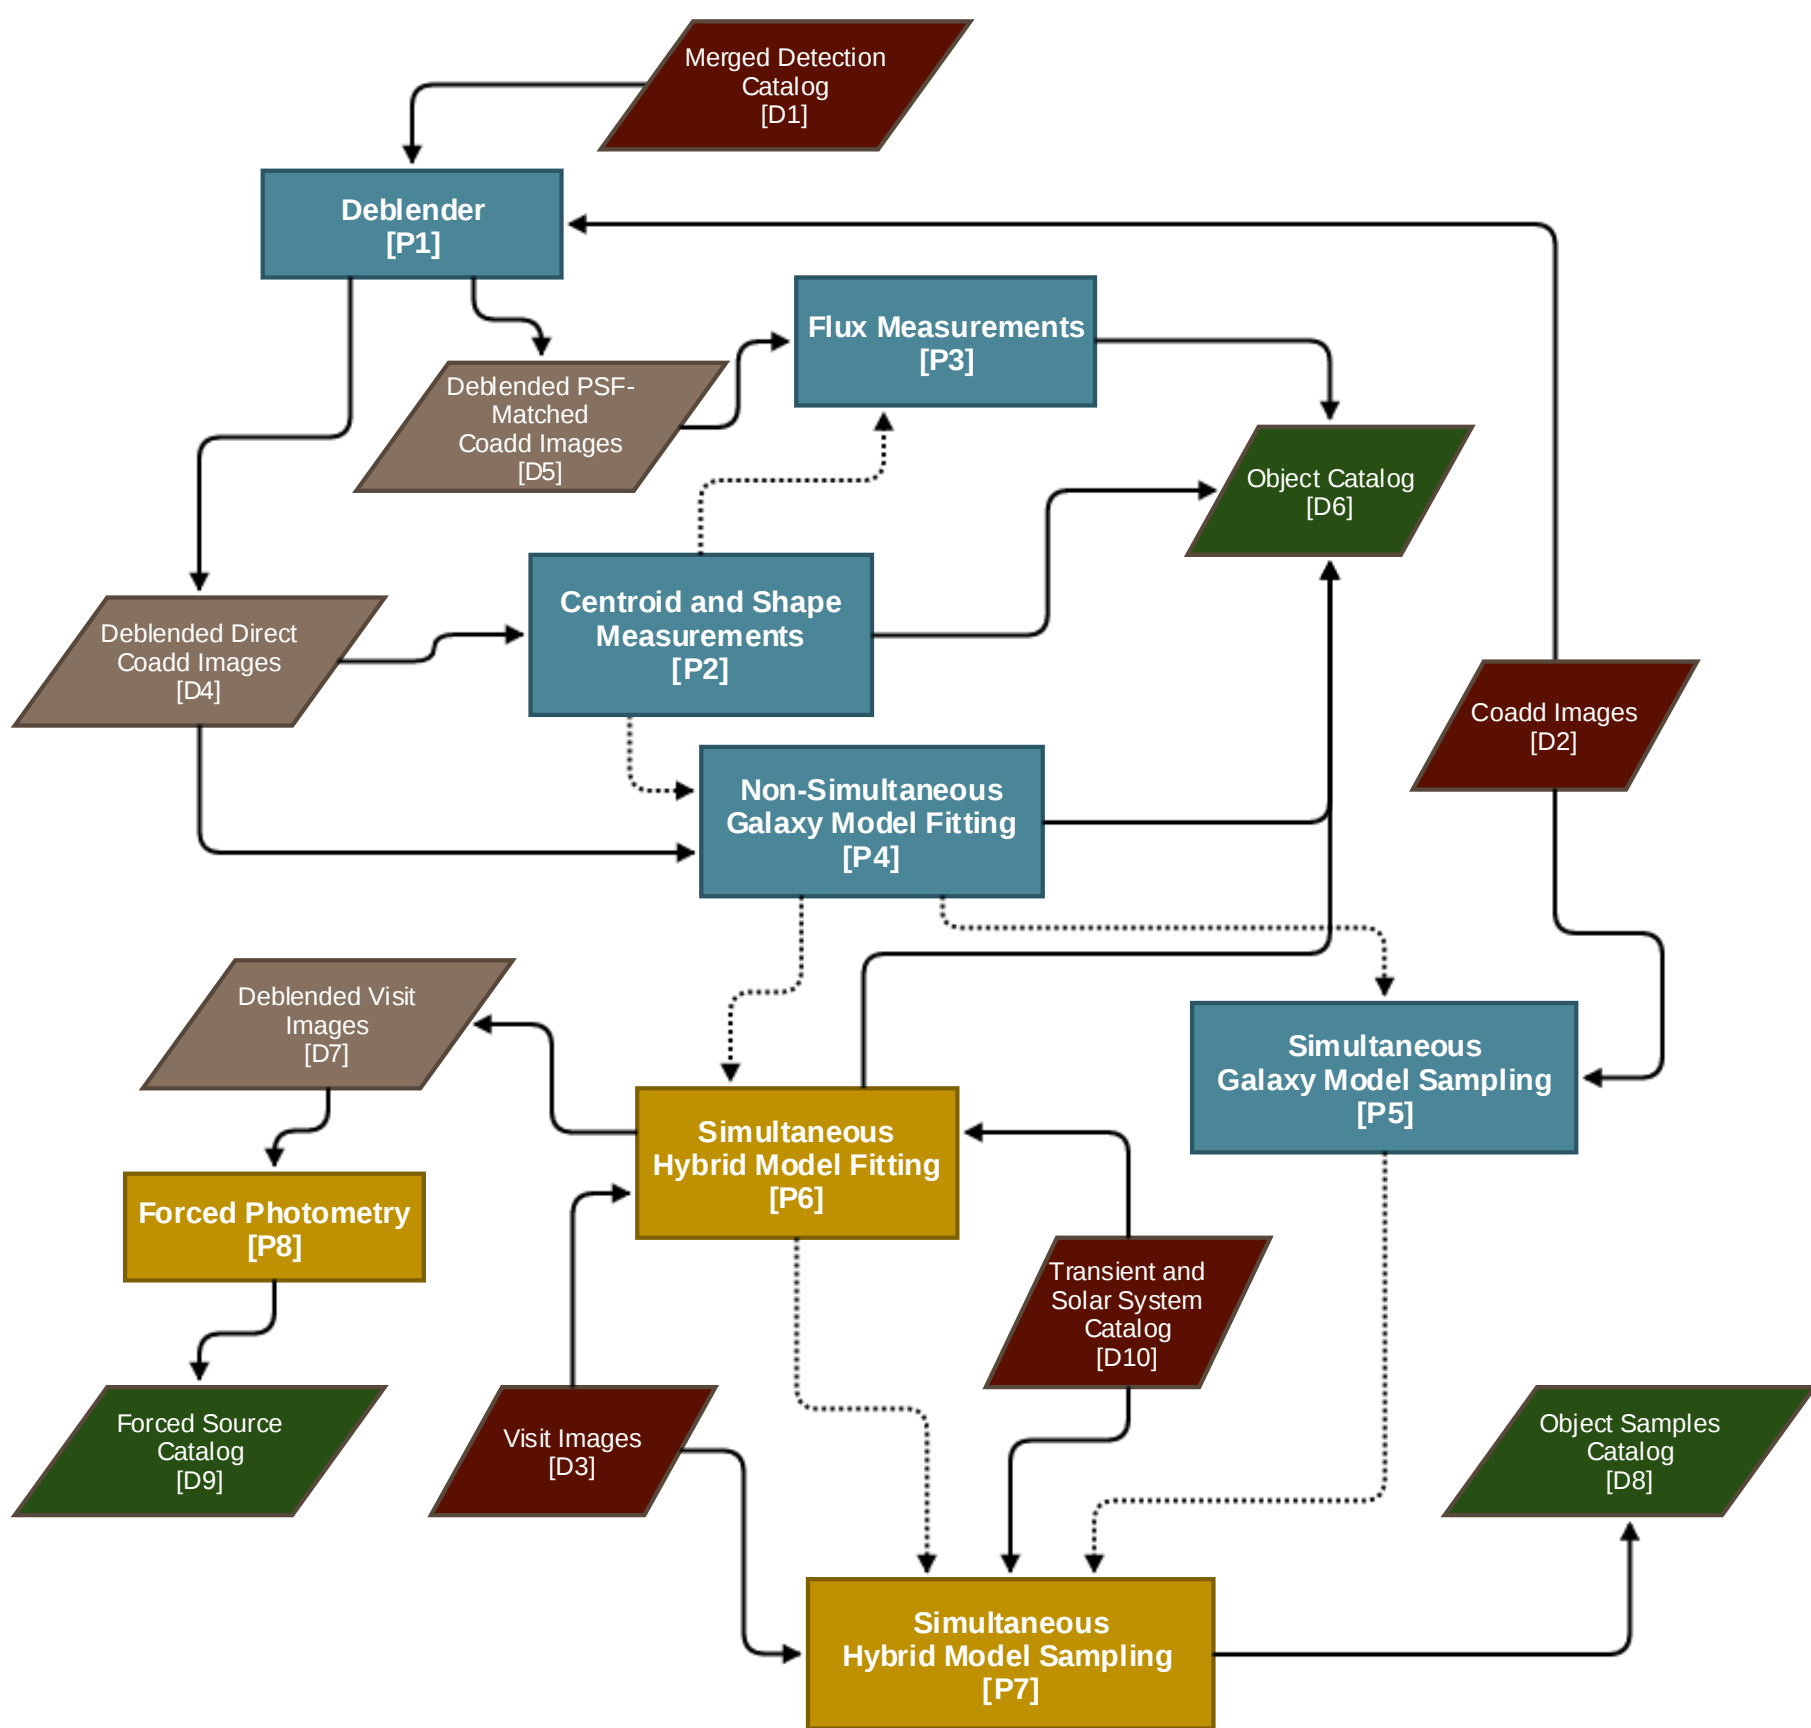 Merged Detection
Catalog
[D1]
Deblender
[P1]
Flux Measurements
[P3]
Deblended PSF-
Matched
Coadd Images
[D5]
Object Catalog
[D6]
Centroid and Shape
Measurements
[P2]
Deblended Direct
Coadd Images
[D4]
Coadd Images
[D2]
Non-Simultaneous
Galaxy Model Fitting
[P4]
Deblended Visit
Images
[D7]
Simultaneous
Galaxy Model Sampling
[P5]
Simultaneous
Hybrid Model Fitting
[P6]
Forced Photometry
[P8]
Transient and
Solar System
Catalog
[D10]
Forced Source
Catalog
[D9]
Visit Images
[D3]
Object Samples
Catalog
[D8]
Simultaneous
Hybrid Model Sampling
[P7]